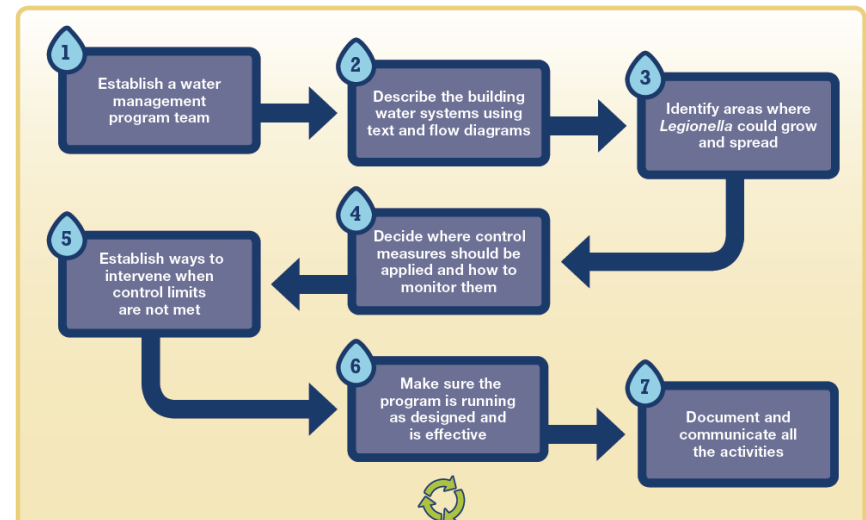 1
Establish a water
management
program team
2
Describe the building
water systems using
text and flow diagrams
3
Identify areas where
Legionella could grow
and spread
4
Decide where control
measures should be
applied and how to
monitor them
5
Establish ways to
intervene when
control limits
are not met
6
Make sure the
program is running
as designed and
is effective
7
Document and
communicate all
the activities